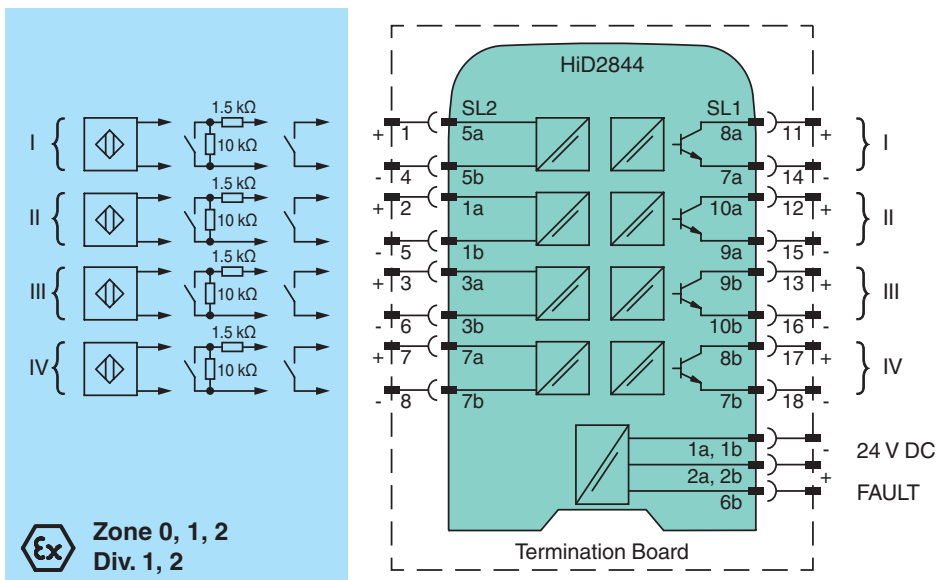 HiD2844
SL2 SL1
1.5 kΩ
I 10 kΩ + 1 5a 8a 11 + I
- 4 5b 7a 14 -
1.5 kΩ
II 10 kΩ + 2 1a 10a 12 + II
- 5 1b 9a 15 -
1.5 kΩ
III 10 kΩ + 3 3a 9b 13 + III
- 6 3b 10b 16 -
1.5 kΩ
IV 10 kΩ + 7 7a 8b 17 + IV
- 8 7b 7b 18 -
1a, 1b - 24 V DC
2a, 2b +
6b FAULT
Termination Board
Ex Zone 0, 1, 2
Div. 1, 2